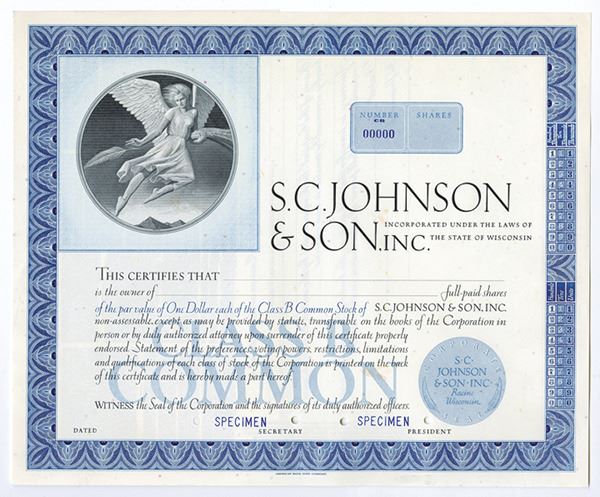 NUMBER
SHARES
CB
00000
S.C. JOHNSON
& SON. INC.
INCORPORATED UNDER THE LAWS OF
THE STATE OF WISCONSIN
THIS CERTIFIES THAT
is the owner of full-paid shares
of the par value of One Dollar each of the Class B Common Stock of S.C. JOHNSON & SON, INC.
non-assessable, except as may be provided by statute, transferable on the books of the Corporation in
person or by duly authorized attorney upon surrender of this certificate properly
endorsed. Statement of the preferences, voting powers, restrictions, limitations
and qualifications of each class of stock of the Corporation is printed on the back
of this certificate and is hereby made a part hereof.
CLASS B
COMMON
WITNESS the Seal of the Corporation and the signatures of its duly authorized officers.
CORPORATE
S·C·
JOHNSON
& SON·INC·
Racine
Wisconsin
SEAL
DATED
SPECIMEN
SECRETARY
SPECIMEN
PRESIDENT